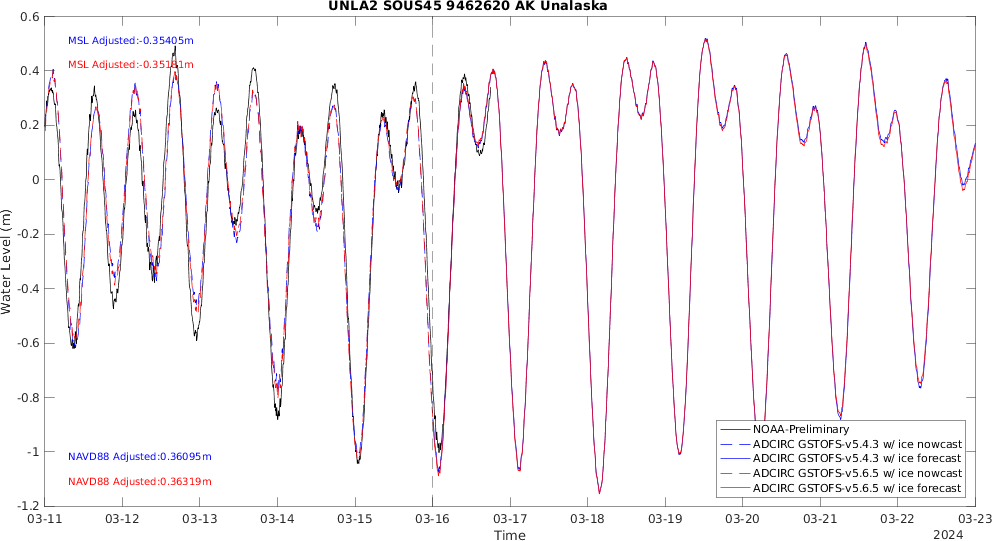 UNLA2 SOUS45 9462620 AK Unalaska
0.6
0.4
0.2
0
-0.2
-0.4
-0.6
-0.8
-1
-1.2
Water Level (m)
MSL Adjusted:-0.35405m
MSL Adjusted:-0.35181m
NAVD88 Adjusted:0.36095m
NAVD88 Adjusted:0.36319m
NOAA-Preliminary
ADCIRC GSTOFS-v5.4.3 w/ ice nowcast
ADCIRC GSTOFS-v5.4.3 w/ ice forecast
ADCIRC GSTOFS-v5.6.5 w/ ice nowcast
ADCIRC GSTOFS-v5.6.5 w/ ice forecast
03-11 03-12 03-13 03-14 03-15 03-16 03-17 03-18 03-19 03-20 03-21 03-22 03-23
Time
2024